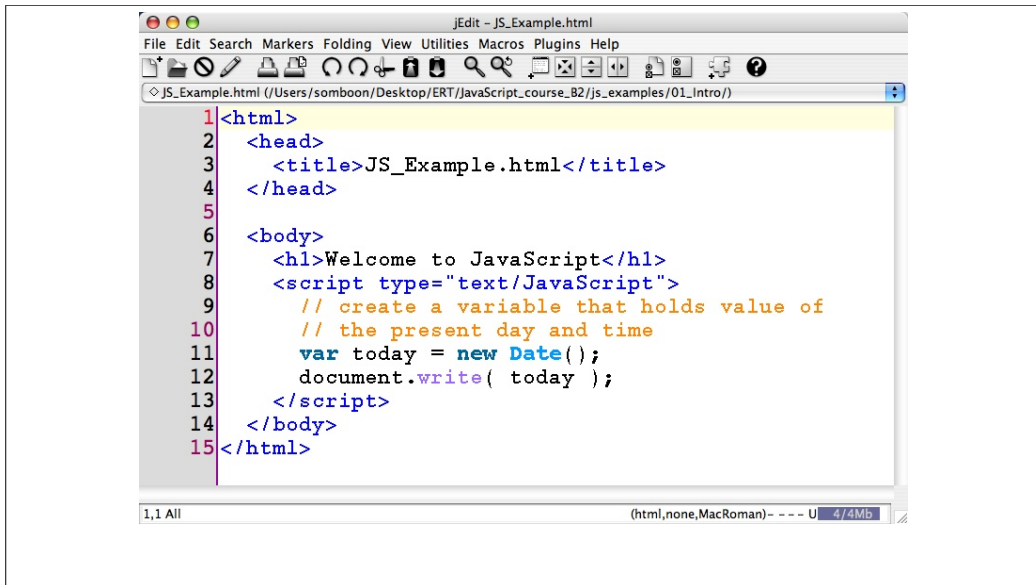 jEdit – JS_Example.html
File Edit Search Markers Folding View Utilities Macros Plugins Help
JS_Example.html (/Users/somboon/Desktop/ERT/JavaScript_course_B2/js_examples/01_Intro/)
1 <html>
2 <head>
3 <title>JS_Example.html</title>
4 </head>
5
6 <body>
7 <h1>Welcome to JavaScript</h1>
8 <script type="text/JavaScript">
9 // create a variable that holds value of
10 // the present day and time
11 var today = new Date();
12 document.write( today );
13 </script>
14 </body>
15 </html>
1,1 All
(html,none,MacRoman)- - - - U 4/4Mb